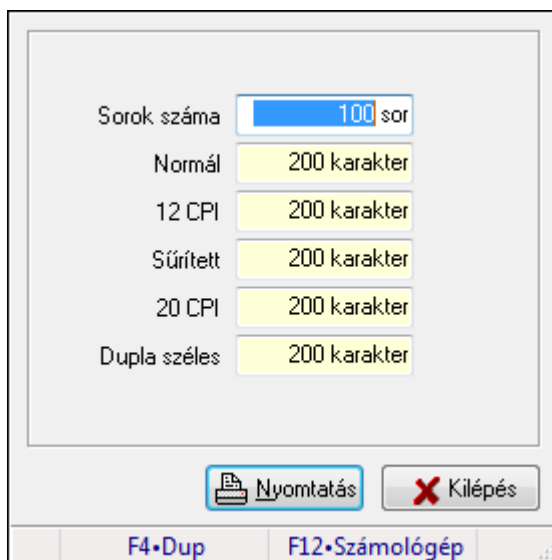 Sorok száma 100 sor
Normál 200 karakter
12 CPI 200 karakter
Sűrített 200 karakter
20 CPI 200 karakter
Dupla széles 200 karakter
Nyomtatás Kilépés
F4•Dup F12•Számológép